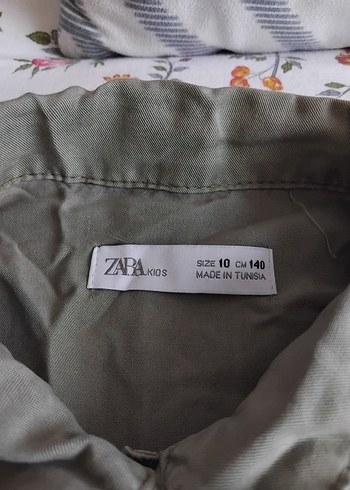 ZARA KIDS
SIZE 10 CM 140
MADE IN TUNISIA